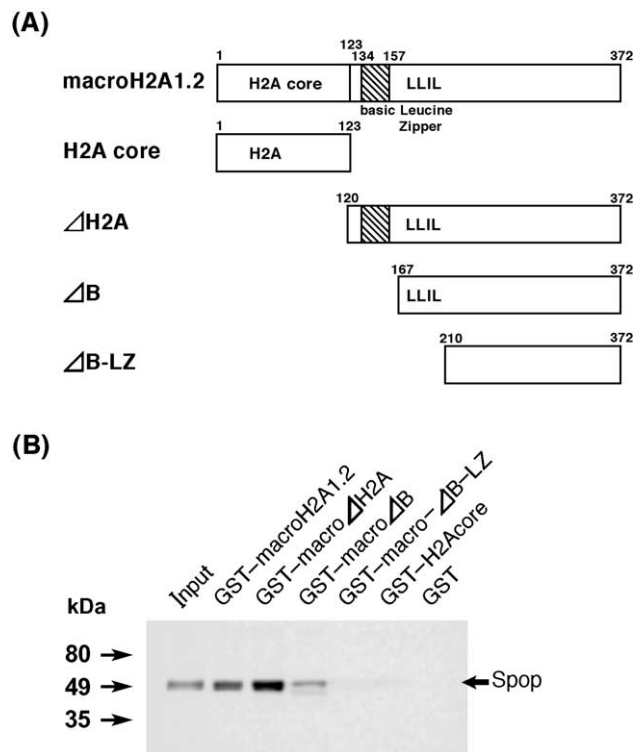 (A)
123
1 134 157 372
macroH2A1.2 H2A core LLIL
basic Leucine
Zipper
1 123
H2A core H2A
120 372
⊿H2A LLIL
167 372
⊿B LLIL
210 372
⊿B-LZ
(B)
Input
GST–macroH2A1.2
GST–macro⊿H2A
GST–macro⊿B
GST–macro–⊿B–LZ
GST–H2Acore
GST
kDa
80
49 Spop
35